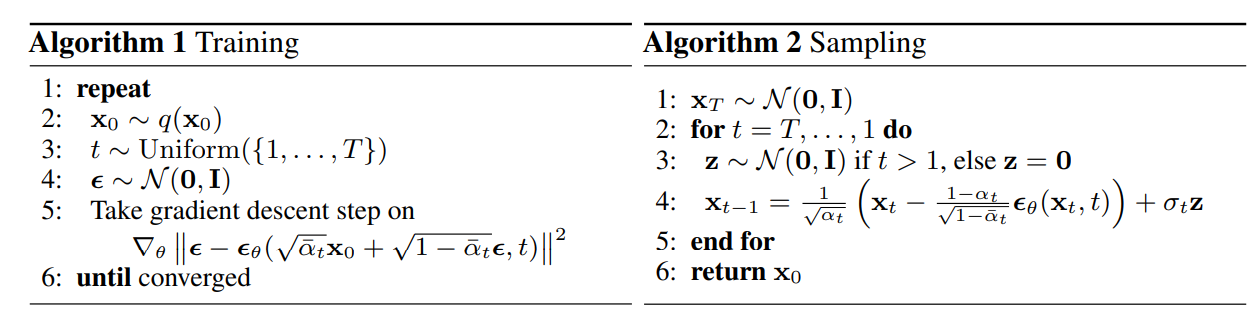 Algorithm 1 Training
1: repeat
2: x₀ ∼ q(x₀)
3: t ∼ Uniform({1, . . . , T})
4: ϵ ∼ 𝒩(0, I)
5: Take gradient descent step on
∇_θ ‖ϵ − ϵ_θ(√ᾱ_t x₀ + √(1 − ᾱ_t) ϵ, t)‖²
6: until converged
Algorithm 2 Sampling
1: x_T ∼ 𝒩(0, I)
2: for t = T, . . . , 1 do
3: z ∼ 𝒩(0, I) if t > 1, else z = 0
4: x_{t−1} = 1/√α_t (x_t − (1−α_t)/√(1−ᾱ_t) ϵ_θ(x_t, t)) + σ_t z
5: end for
6: return x₀